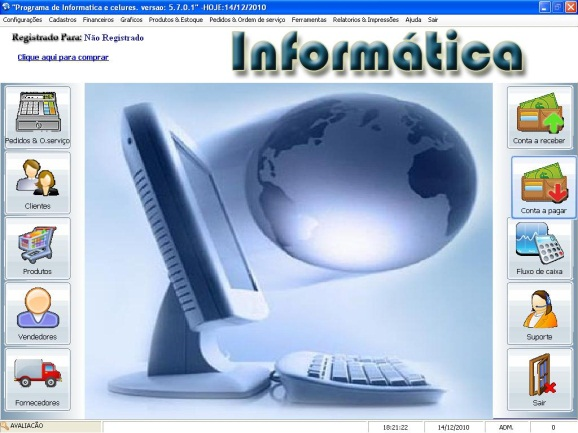 "Programa de Informatica e celures. versao: 5.7.0.1" -HOJE:14/12/2010
Configurações Cadastros Financeiros Graficos Produtos & Estoque Pedidos & Ordem de serviço Ferramentas Relatorios & Impressões Ajuda Sair
Registrado Para: Não Registrado
Informática
Clique aqui para comprar
Pedidos & O.serviço
Conta a receber
Clientes
Conta a pagar
Produtos
Fluxo de caixa
Vendedores
Suporte
Fornecedores
Sair
AVALIACÃO 18:21:22 14/12/2010 ADM. 0